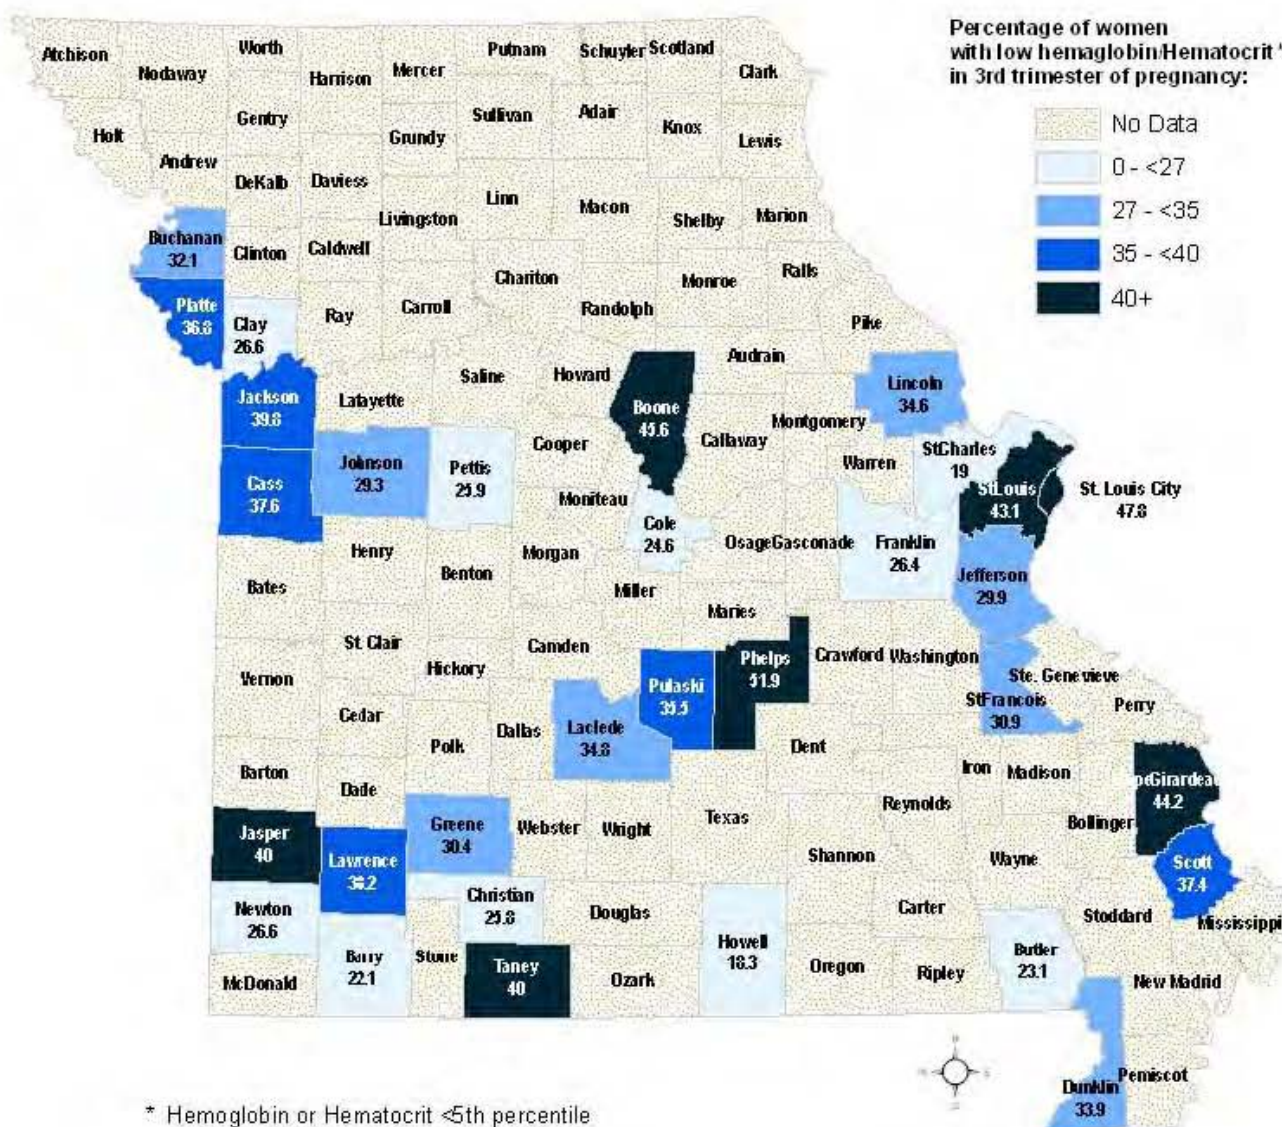 Percentage of women
with low hemaglobin/Hematocrit *
in 3rd trimester of pregnancy:
No Data
0 - <27
27 - <35
35 - <40
40+
Atchison
Nodaway
Worth
Harrison
Mercer
Putnam
Schuyler
Scotland
Clark
Holt
Gentry
Grundy
Sullivan
Adair
Knox
Lewis
Andrew
DeKalb
Daviess
Livingston
Linn
Macon
Shelby
Marion
Buchanan
32.1
Clinton
Caldwell
Chariton
Monroe
Ralls
Platte
36.8
Clay
26.6
Ray
Carroll
Randolph
Pike
Jackson
39.8
Lafayette
Saline
Howard
Boone
45.6
Audrain
Lincoln
34.6
Cass
37.6
Johnson
29.3
Pettis
25.9
Cooper
Callaway
Montgomery
Warren
StCharles
19
StLouis
43.1
St. Louis City
47.8
Moniteau
Cole
24.6
Osage
Gasconade
Franklin
26.4
Jefferson
29.9
Bates
Henry
Benton
Morgan
Miller
Maries
Vernon
St. Clair
Hickory
Camden
Pulaski
35.5
Phelps
51.9
Crawford
Washington
Ste. Genevieve
StFrancois
30.9
Perry
Cedar
Polk
Dallas
Laclede
34.8
Dent
Iron
Madison
Barton
Dade
Greene
30.4
Webster
Wright
Texas
Reynolds
Bollinger
peGirardeau
44.2
Jasper
40
Lawrence
36.2
Christian
25.8
Douglas
Shannon
Wayne
Scott
37.4
Newton
26.6
Barry
22.1
Stone
Taney
40
Ozark
Howell
18.3
Oregon
Carter
Ripley
Butler
23.1
Stoddard
Mississippi
McDonald
New Madrid
Dunklin
33.9
Pemiscot
* Hemoglobin or Hematocrit <5th percentile